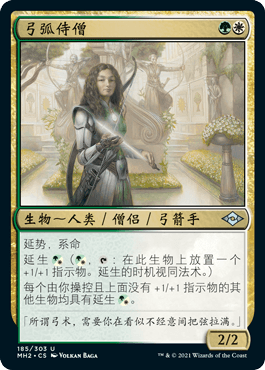 弓弧侍僧
生物～人类／僧侣／弓箭手
延势，系命
延生（，：在此生物上放置一个
+1/+1 指示物。延生的时机视同法术。）
每个由你操控且上面没有 +1/+1 指示物的其
他生物均具有延生。
「所谓弓术，需要你在看似不经意间把弦拉满。」
2/2
185/303 U
MH2 • CS VOLKAN BAGA
™ & © 2021 Wizards of the Coast